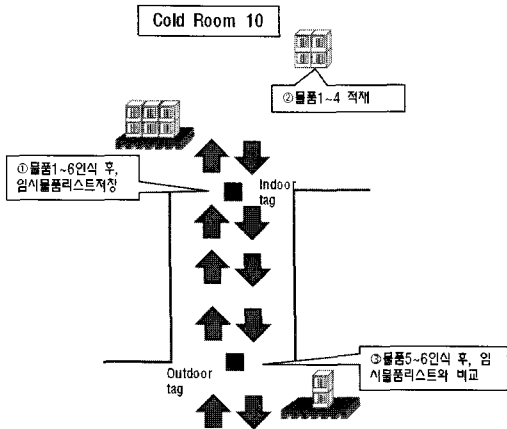 Cold Room 10
②물품1~4 적재
①물품1~6인식 후,
임시물품리스트저장
Indoor
tag
③물품5~6인식 후, 임
시물품리스트와 비교
Outdoor
tag